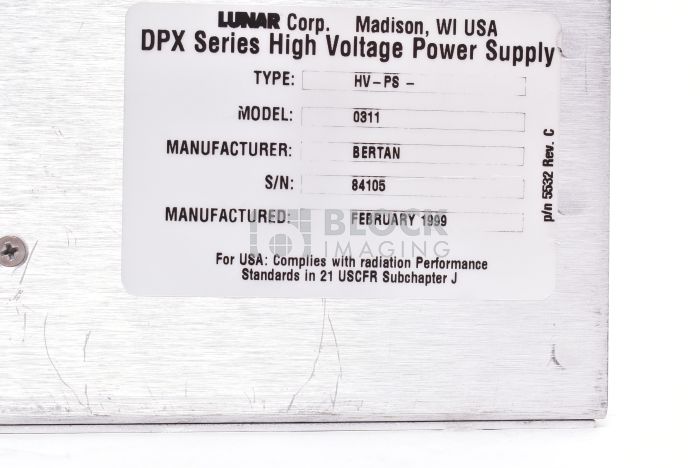 LUNAR Corp. Madison, WI USA
DPX Series High Voltage Power Supply
TYPE: HV-PS -
MODEL: 0311
MANUFACTURER: BERTAN
S/N: 84105
MANUFACTURED: FEBRUARY 1999
BLOCK
IMAGING
For USA: Complies with radiation Performance
Standards in 21 USCFR Subchapter J
p/n 5532 Rev. C